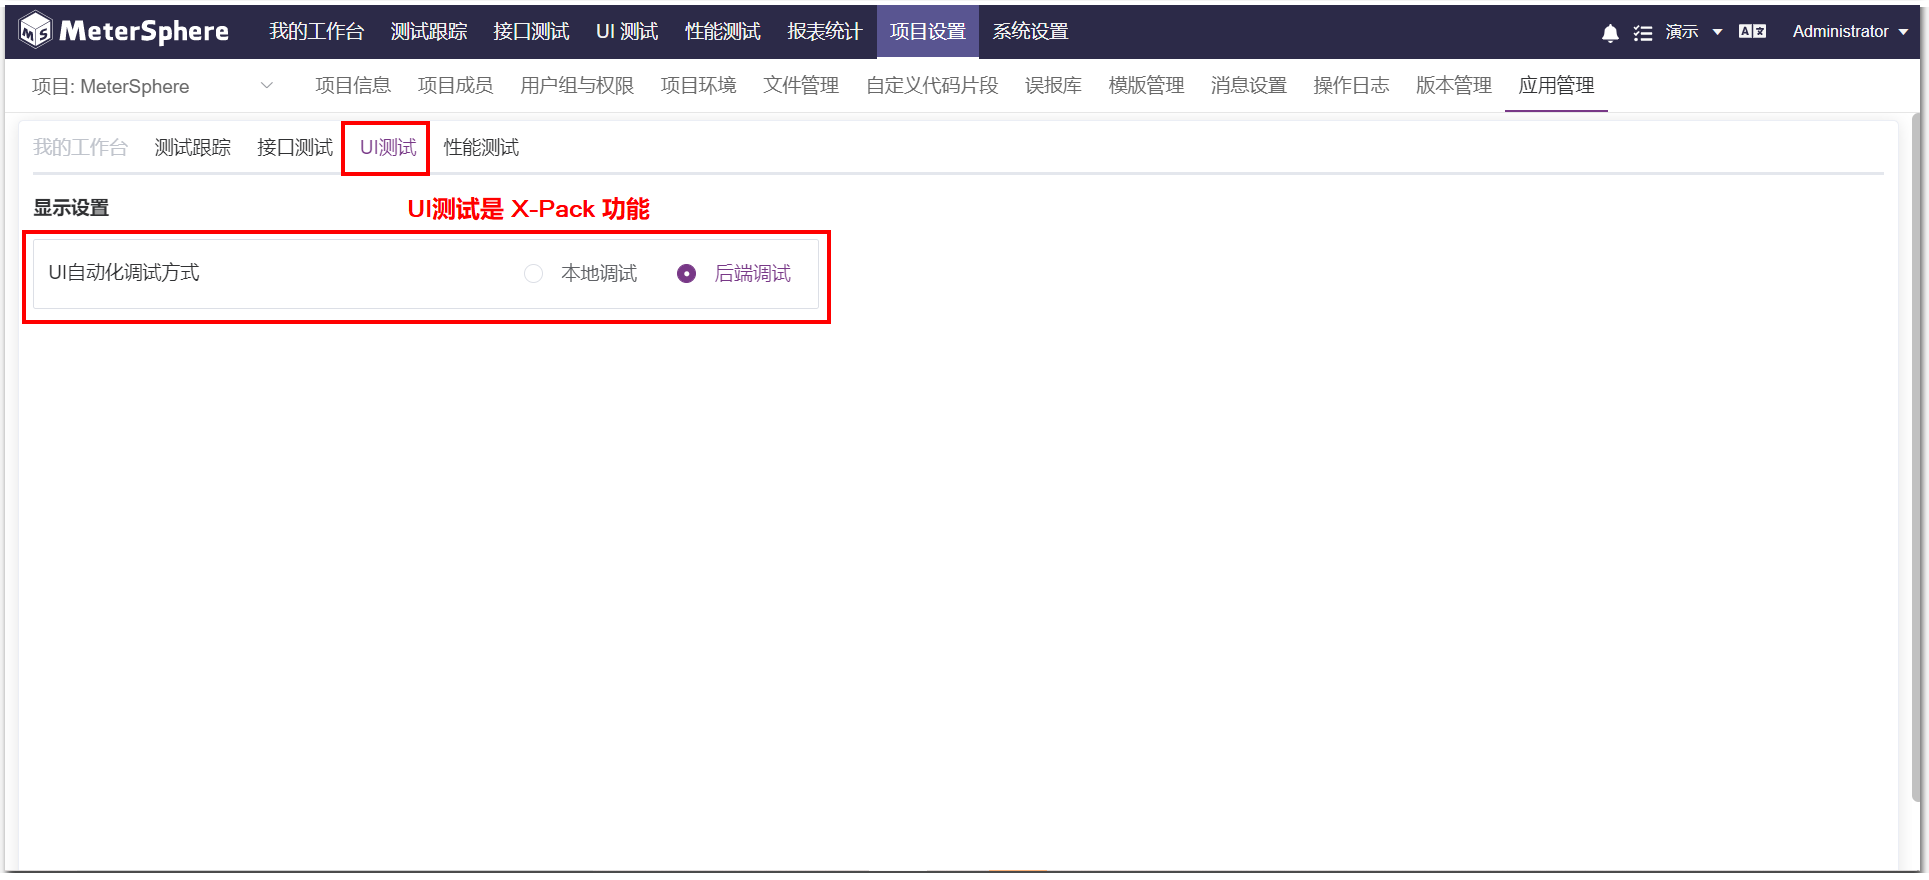 MeterSphere 我的工作台 测试跟踪 接口测试 UI 测试 性能测试 报表统计 项目设置 系统设置 演示 Administrator
项目: MeterSphere 项目信息 项目成员 用户组与权限 项目环境 文件管理 自定义代码片段 误报库 模版管理 消息设置 操作日志 版本管理 应用管理
我的工作台 测试跟踪 接口测试 UI测试 性能测试
显示设置 UI测试是 X-Pack 功能
UI自动化调试方式 本地调试 后端调试